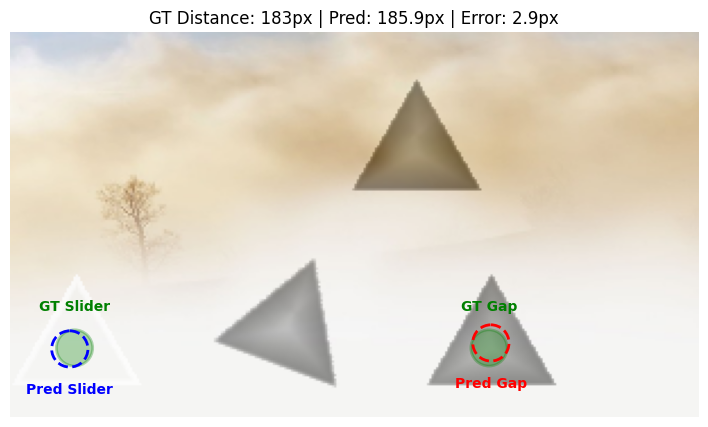 GT Distance: 183px | Pred: 185.9px | Error: 2.9px
GT Slider
GT Gap
Pred Slider
Pred Gap